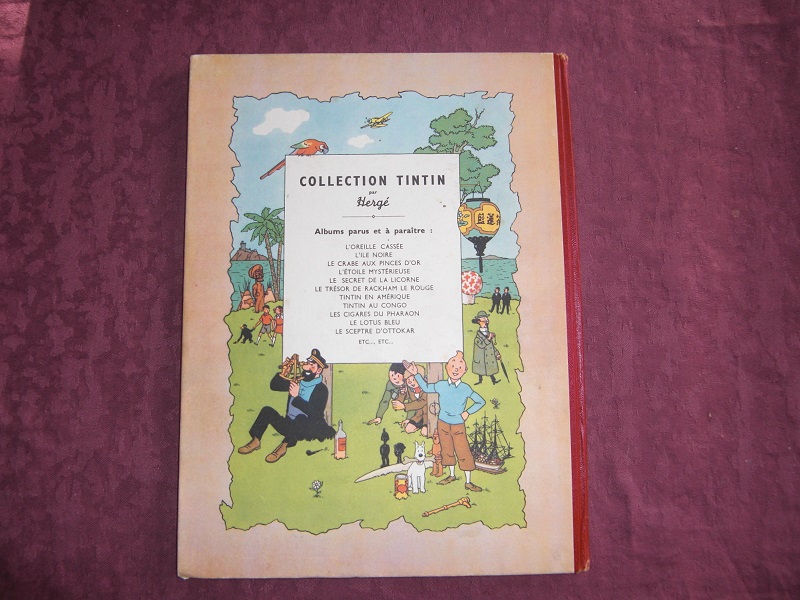 COLLECTION TINTIN
par
Hergé
Albums parus et à paraître :
L'OREILLE CASSÉE
L'ILE NOIRE
LE CRABE AUX PINCES D'OR
L'ÉTOILE MYSTÉRIEUSE
LE SECRET DE LA LICORNE
LE TRÉSOR DE RACKHAM LE ROUGE
TINTIN EN AMÉRIQUE
TINTIN AU CONGO
LES CIGARES DU PHARAON
LE LOTUS BLEU
LE SCEPTRE D'OTTOKAR
ETC..., ETC...